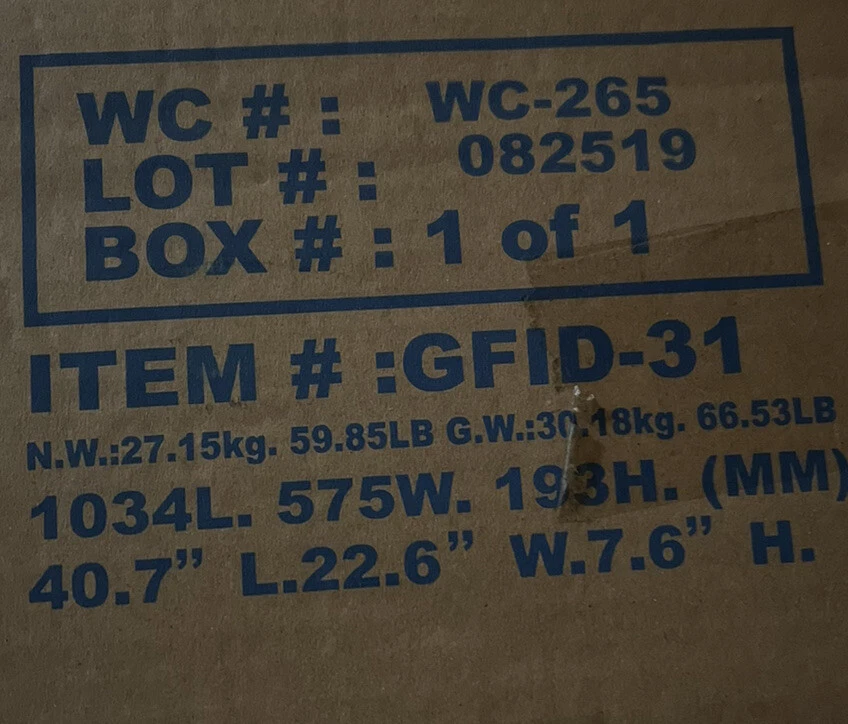 WC # : WC-265
LOT # : 082519
BOX # : 1 of 1
ITEM # :GFID-31
N.W.:27.15kg. 59.85LB G.W.:30.18kg. 66.53LB
1034L. 575W. 193H. (MM)
40.7” L.22.6” W.7.6” H.